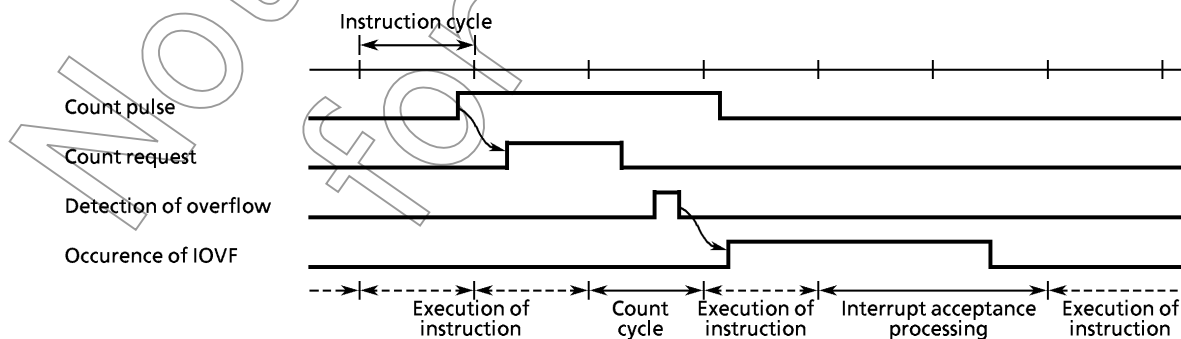 Instruction cycle
Count pulse
Count request
Detection of overflow
Occurence of IOVF
Execution of
instruction
Count
cycle
Execution of
instruction
Interrupt acceptance
processing
Execution of
instruction
for